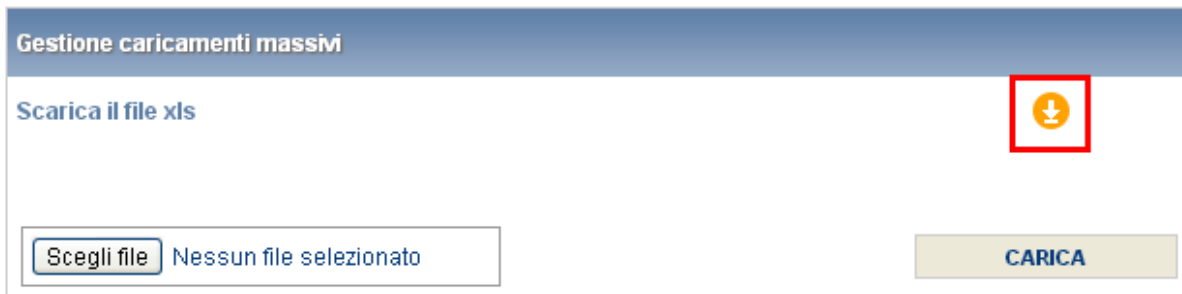 Gestione caricamenti massivi
Scarica il file xls
Scegli file Nessun file selezionato
CARICA